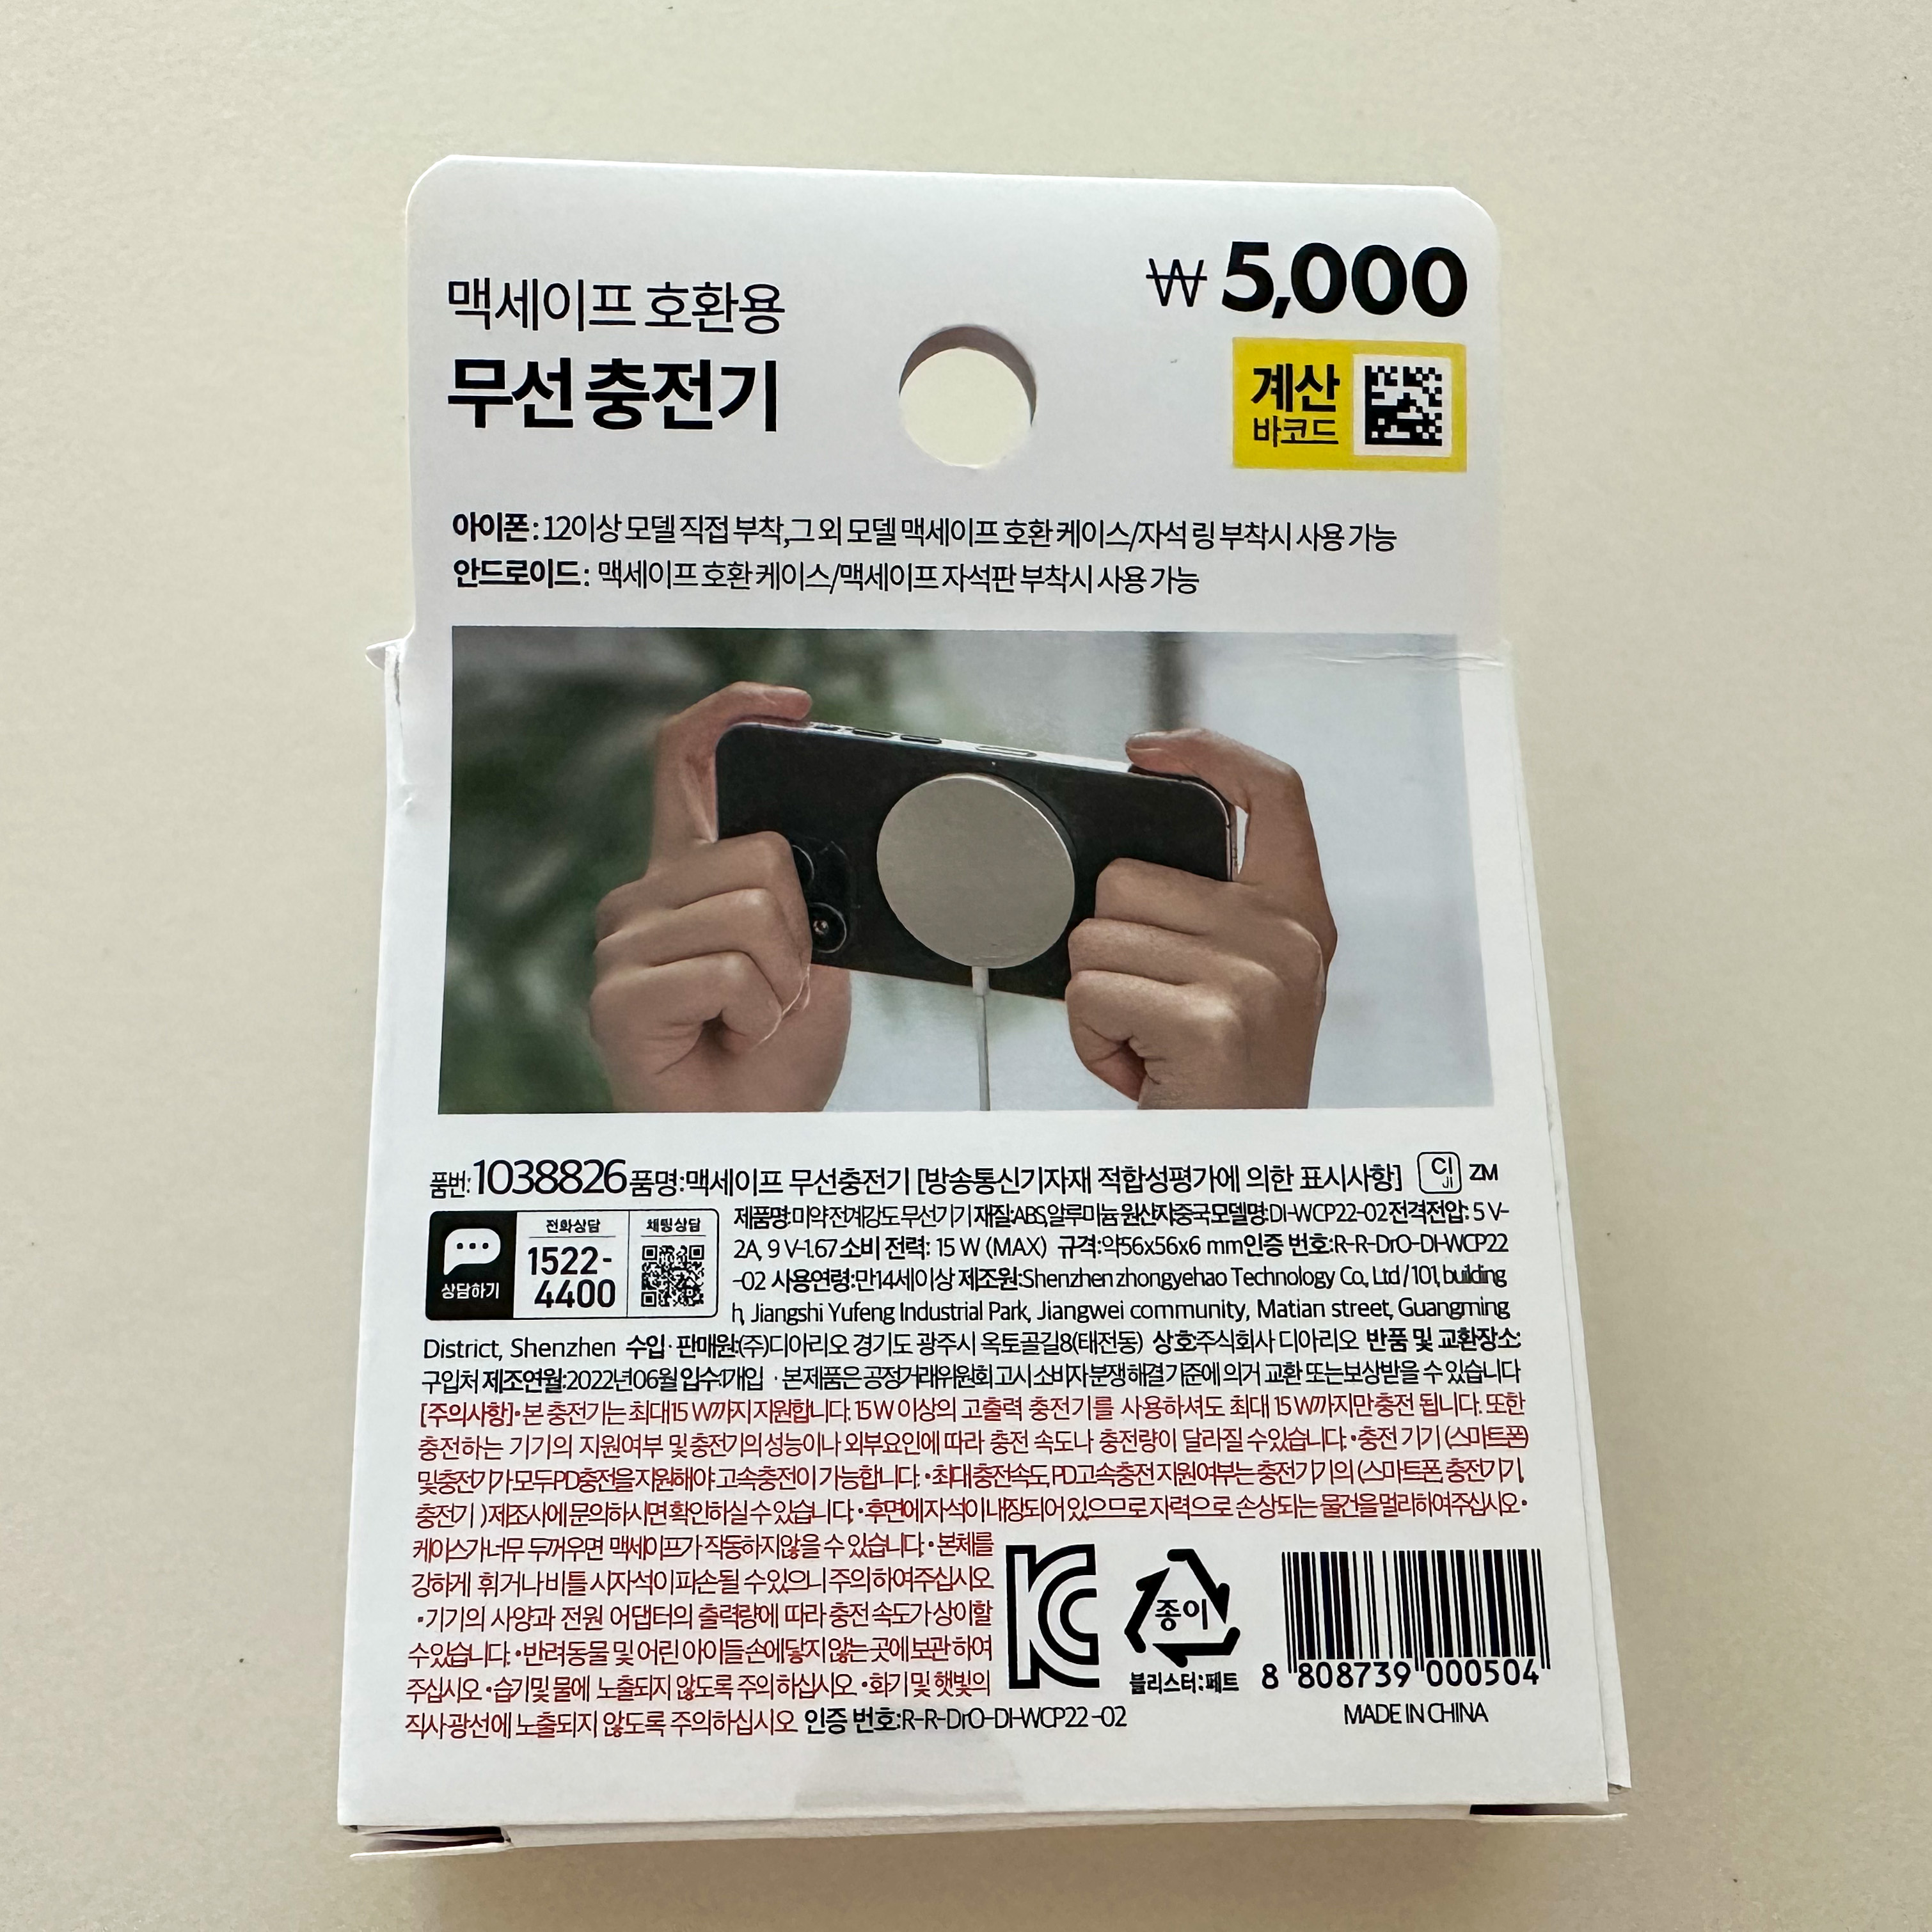 맥세이프 호환용
무선 충전기
₩ 5,000
계산
바코드
아이폰 : 12이상 모델 직접 부착,그 외 모델 맥세이프 호환 케이스/자석 링 부착시 사용 가능
안드로이드 : 맥세이프 호환 케이스/맥세이프 자석판 부착시 사용 가능
품번:1038826 품명:맥세이프 무선충전기 [방송통신기자재 적합성평가에 의한 표시사항] CI JI ZM
상담하기
전화상담
1522-
4400
채팅상담
제품명:미약 전계강도 무선기기 재질:ABS,알루미늄 원산지:중국 모델명:DI-WCP22-02 전격전압: 5 V-
2A, 9 V-1.67 소비 전력: 15 W (MAX) 규격:약56x56x6 mm 인증 번호:R-R-DrO-DI-WCP22
-02 사용연령:만14세이상 제조원:Shenzhen zhongyehao Technology Co., Ltd / 101, building
h, Jiangshi Yufeng Industrial Park, Jiangwei community, Matian street, Guangming
District, Shenzhen 수입·판매원:(주)디아리오 경기도 광주시 옥토골길8(태전동) 상호:주식회사 디아리오 반품 및 교환장소:
구입처 제조연월:2022년06월 입수:1개입 · 본 제품은 공정거래위원회 고시 소비자 분쟁 해결 기준에 의거 교환 또는 보상받을 수 있습니다
[주의사항]•본 충전기는 최대 15 W까지 지원합니다. 15 W 이상의 고출력 충전기를 사용하셔도 최대 15 W까지만 충전 됩니다. 또한
충전하는 기기의 지원여부 및 충전기의 성능이나 외부요인에 따라 충전 속도나 충전량이 달라질 수있습니다. •충전 기기 (스마트폰)
및 충전기가 모두 PD충전을 지원해야 고속충전이 가능합니다. •최대 충전속도, PD고속충전 지원여부는 충전기기의 (스마트폰, 충전기기,
충전기 ) 제조사에 문의하시면 확인하실 수 있습니다. •후면에 자석이 내장되어 있으므로 자력으로 손상되는 물건을 멀리하여 주십시오•
케이스가 너무 두꺼우면 맥세이프가 작동하지않을 수 있습니다. •본체를
강하게 휘거나 비틀 시 자석이 파손될 수 있으니 주의하여주십시오
•기기의 사양과 전원 어댑터의 출력량에 따라 충전 속도가 상이할
수있습니다. •반려동물 및 어린 아이들 손에 닿지 않는 곳에 보관 하여
주십시오 •습기및 물에 노출되지 않도록 주의 하십시오. •화기 및 햇빛의
직사 광선에 노출되지 않도록 주의하십시오 인증 번호:R-R-DrO-DI-WCP22 -02
종이
블리스터:페트
8 808739 000504
MADE IN CHINA